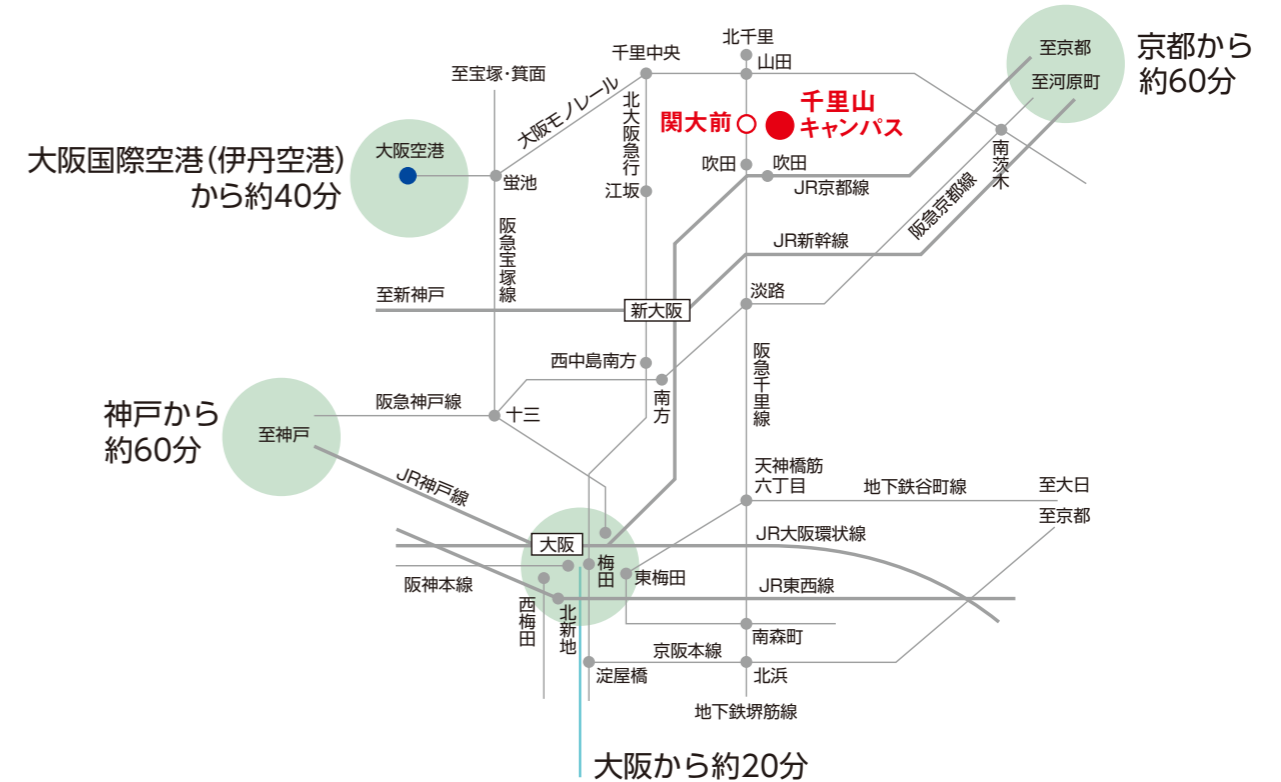 北千里
千里中央
山田
至京都
京都から
約60分
至河原町
至宝塚・箕面
大阪モノレール
北大阪急行
関大前
千里山
キャンパス
南茨木
大阪国際空港(伊丹空港)
から約40分
大阪空港
蛍池
江坂
吹田
吹田
JR京都線
阪急京都線
阪急宝塚線
JR新幹線
至新神戸
新大阪
淡路
西中島南方
南方
阪急千里線
神戸から
約60分
至神戸
阪急神戸線
十三
JR神戸線
天神橋筋
六丁目
地下鉄谷町線
至大日
至京都
大阪
JR大阪環状線
梅田
東梅田
阪神本線
JR東西線
西梅田
北新地
南森町
京阪本線
淀屋橋
北浜
地下鉄堺筋線
大阪から約20分